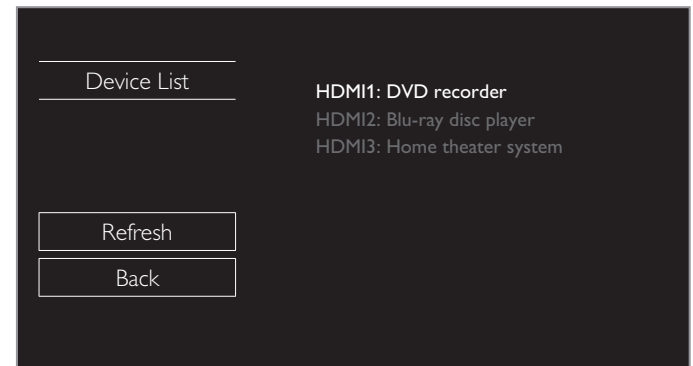 Device List
HDMI1: DVD recorder
HDMI2: Blu-ray disc player
HDMI3: Home theater system
Refresh
Back